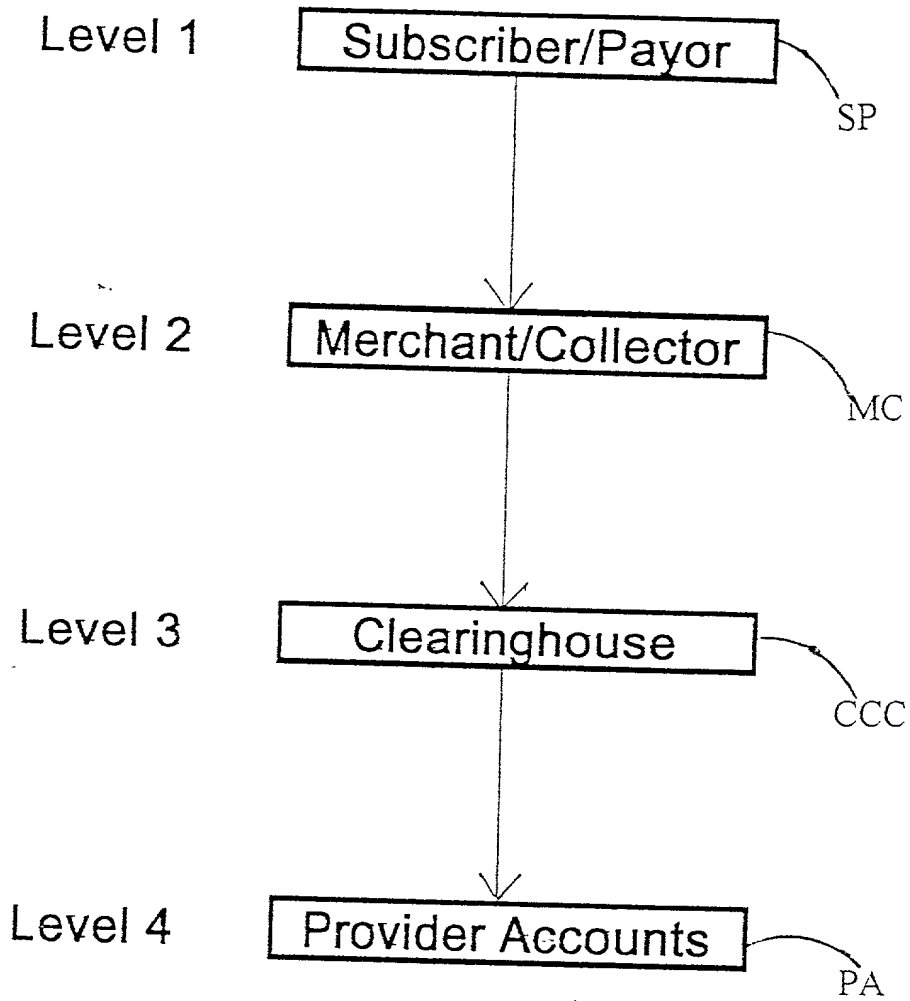 Level 1 Subscriber/Payor
SP
Level 2 Merchant/Collector
MC
Level 3 Clearinghouse
CCC
Level 4 Provider Accounts
PA